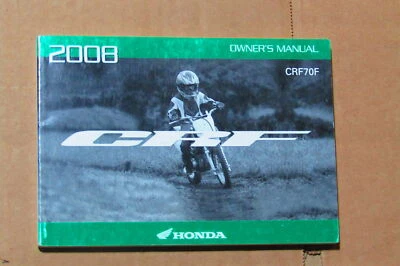 2008 OWNER'S MANUAL
CRF70F
CRF
HONDA